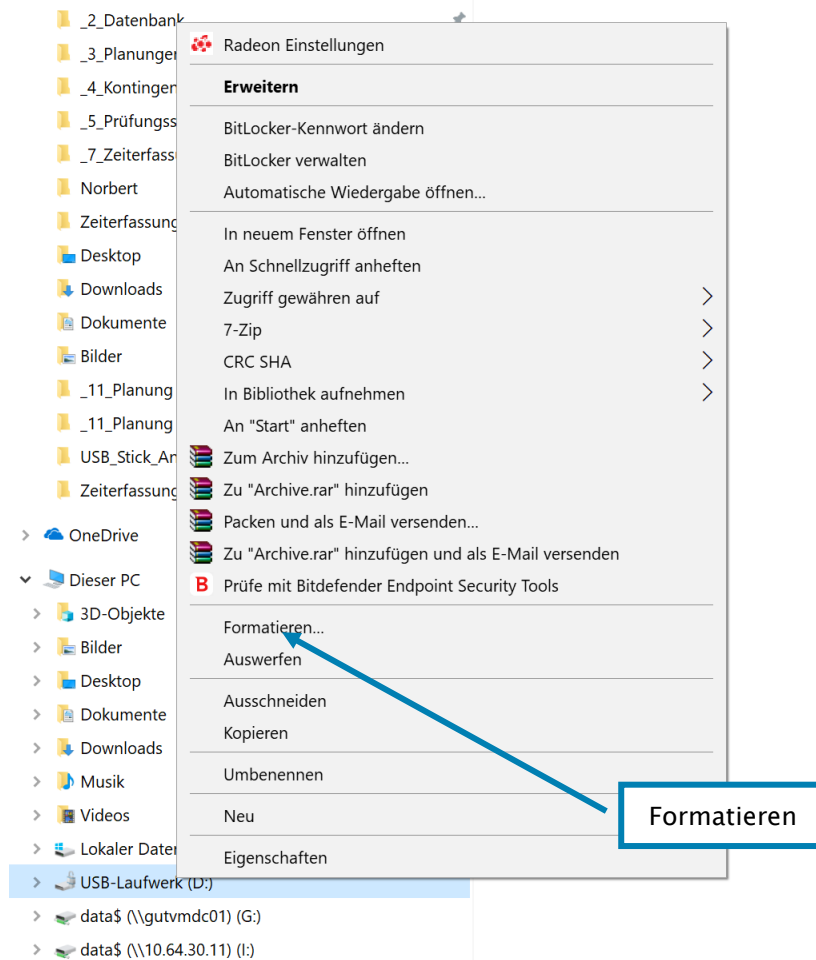 _2_Datenbank
_3_Planungen
_4_Kontingen
_5_Prüfungss
_7_Zeiterfass
Norbert
Zeiterfassung
Desktop
Downloads
Dokumente
Bilder
_11_Planung
_11_Planung
USB_Stick_An
Zeiterfassung
OneDrive
Dieser PC
3D-Objekte
Bilder
Desktop
Dokumente
Downloads
Musik
Videos
Lokaler Daten
USB-Laufwerk (D:)
data$ (\\gutvmdc01) (G:)
data$ (\\10.64.30.11) (I:)
Radeon Einstellungen
Erweitern
BitLocker-Kennwort ändern
BitLocker verwalten
Automatische Wiedergabe öffnen...
In neuem Fenster öffnen
An Schnellzugriff anheften
Zugriff gewähren auf
7-Zip
CRC SHA
In Bibliothek aufnehmen
An "Start" anheften
Zum Archiv hinzufügen...
Zu "Archive.rar" hinzufügen
Packen und als E-Mail versenden...
Zu "Archive.rar" hinzufügen und als E-Mail versenden
B Prüfe mit Bitdefender Endpoint Security Tools
Formatieren...
Auswerfen
Ausschneiden
Kopieren
Umbenennen
Neu
Eigenschaften
Formatieren